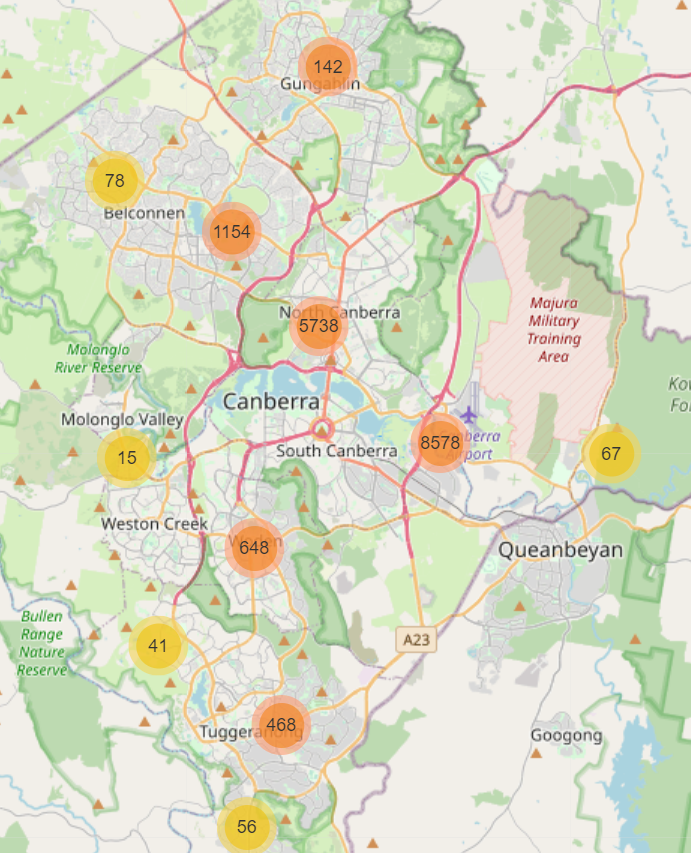 142
Gungahlin
78
Belconnen
1154
North Canberra
5738
Majura
Military
Training
Area
Molonglo
River Reserve
Canberra
Molonglo Valley
8578
South Canberra
15
67
Weston Creek
648
Queanbeyan
Bullen
Range
Nature
Reserve
41
A23
468
Tuggeranong
Googong
56